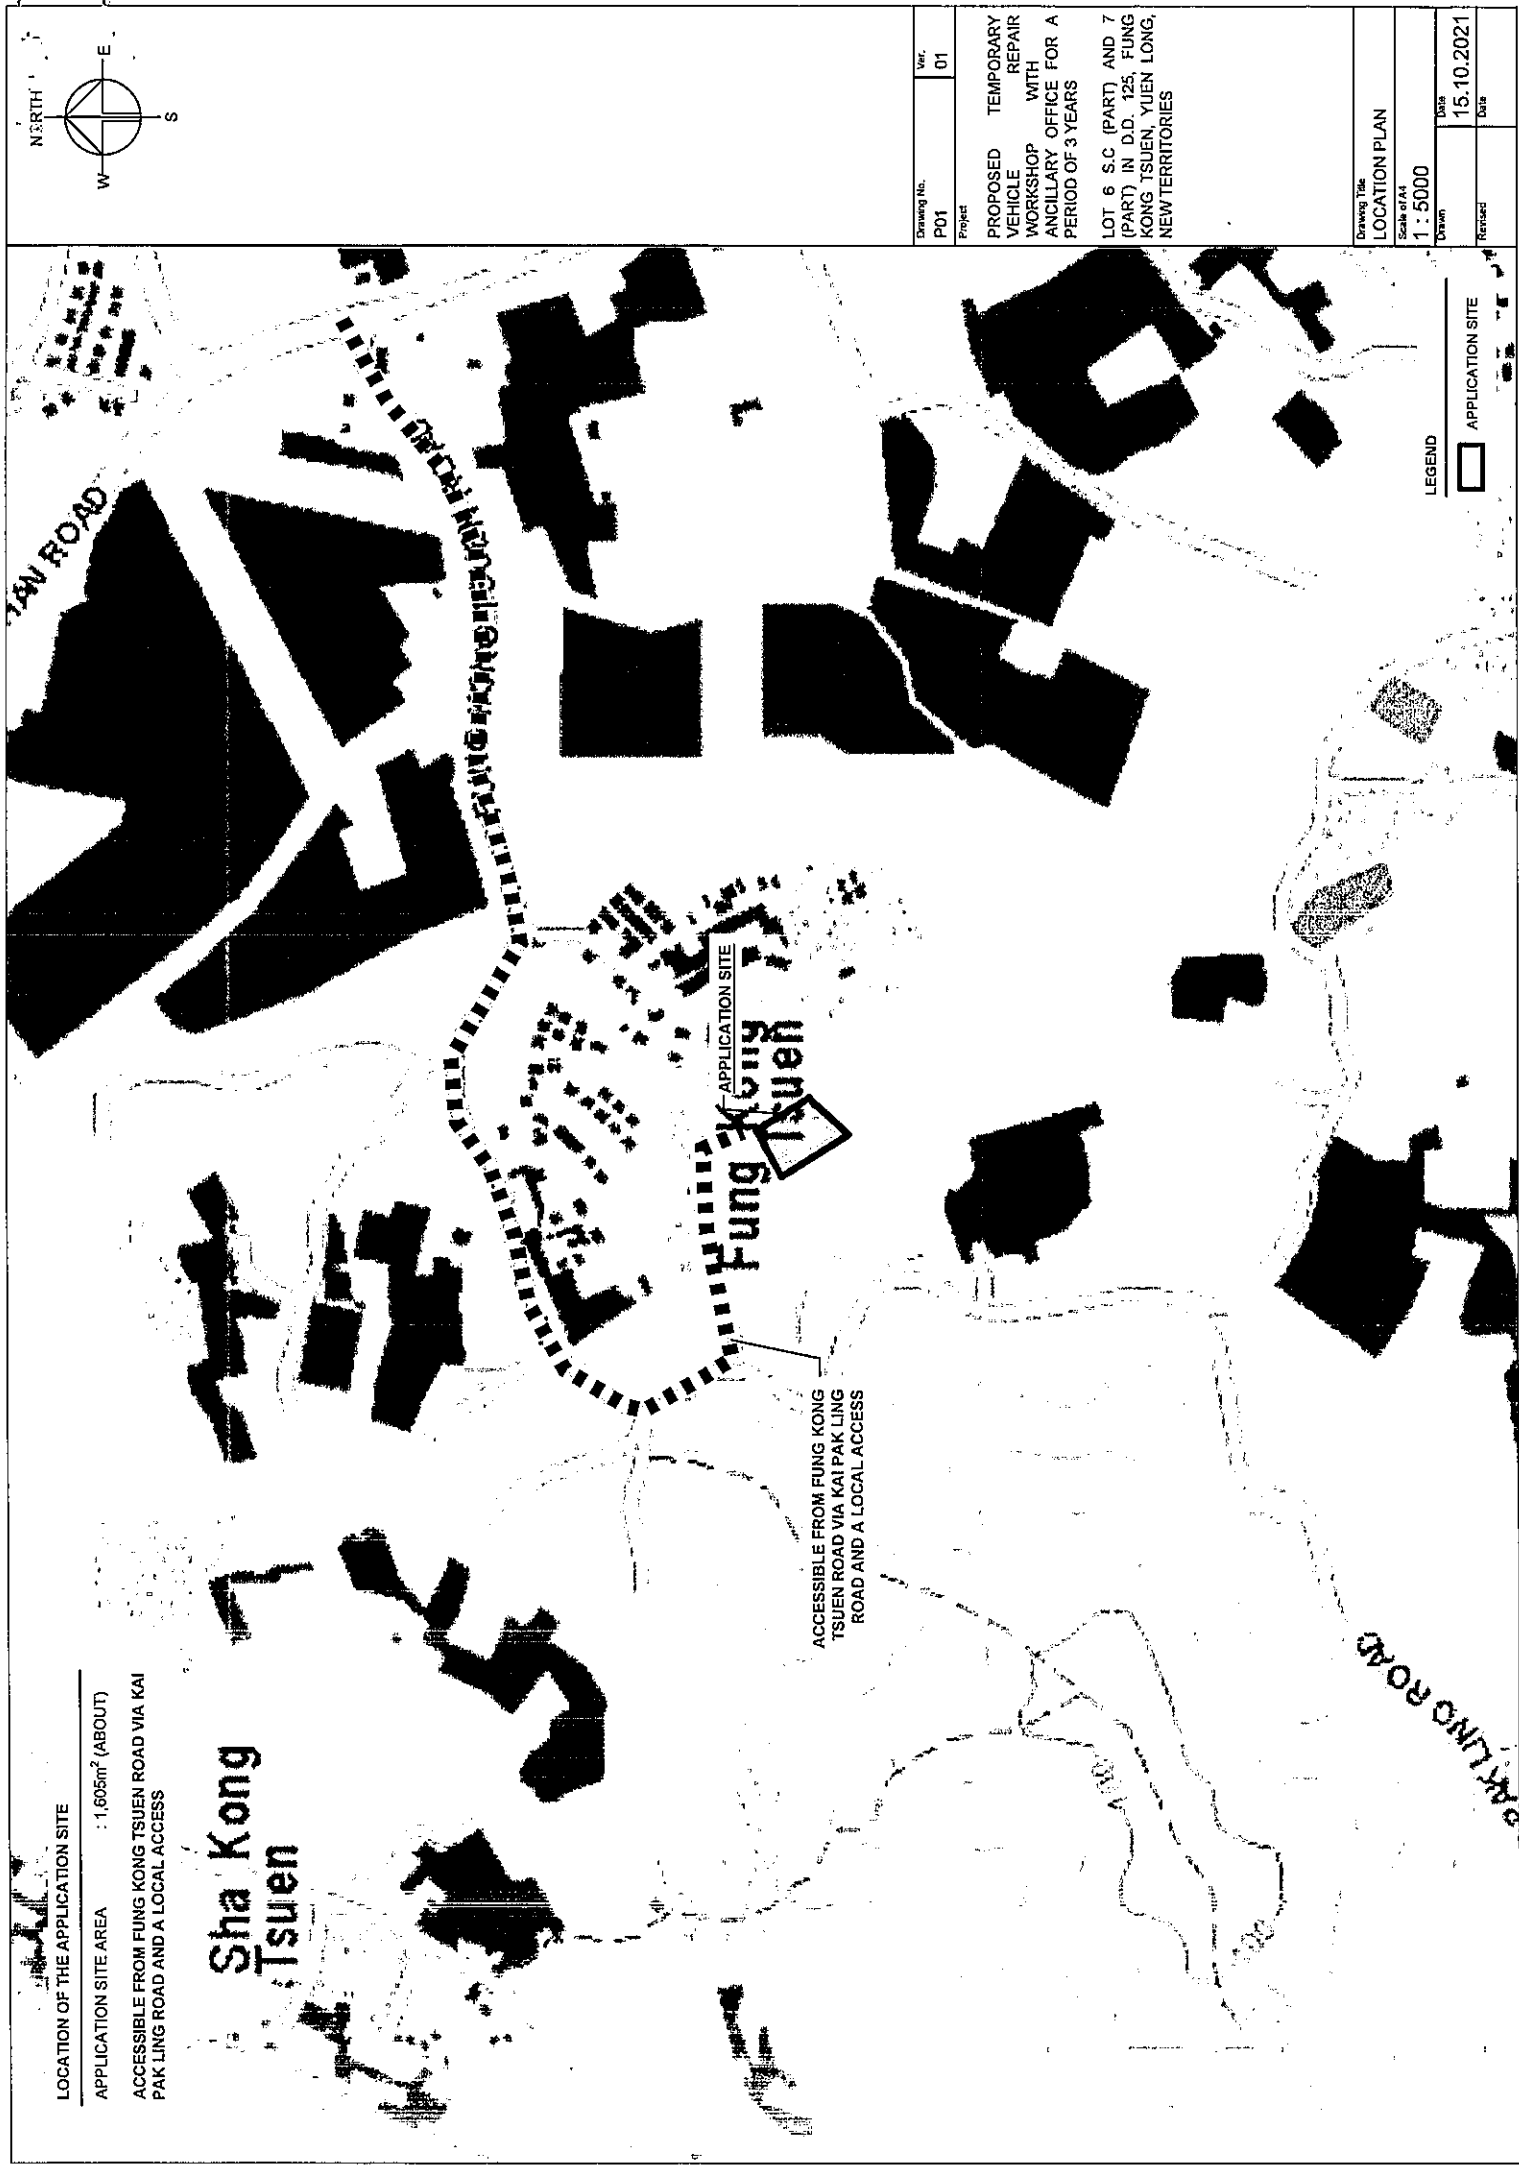 LOCATION OF THE APPLICATION SITE
APPLICATION SITE AREA : 1,605m² (ABOUT)
ACCESSIBLE FROM FUNG KONG TSUEN ROAD VIA KAI
PAK LING ROAD AND A LOCAL ACCESS
NORTH
W
E
S
Sha Kong
Tsuen
ROAD
APPLICATION SITE
Fung Kong
Tsuen
ACCESSIBLE FROM FUNG KONG
TSUEN ROAD VIA KAI PAK LING
ROAD AND A LOCAL ACCESS
100
PAK LING ROAD
LEGEND
APPLICATION SITE
Drawing No.
P01
Ver.
01
Project
PROPOSED TEMPORARY
VEHICLE REPAIR
WORKSHOP WITH
ANCILLARY OFFICE FOR A
PERIOD OF 3 YEARS
LOT 6 S.C (PART) AND 7
(PART) IN D.D. 125, FUNG
KONG TSUEN, YUEN LONG,
NEW TERRITORIES
Drawing Title
LOCATION PLAN
Scale of A4
1 : 5000
Drawn
Date
15.10.2021
Revised
Date